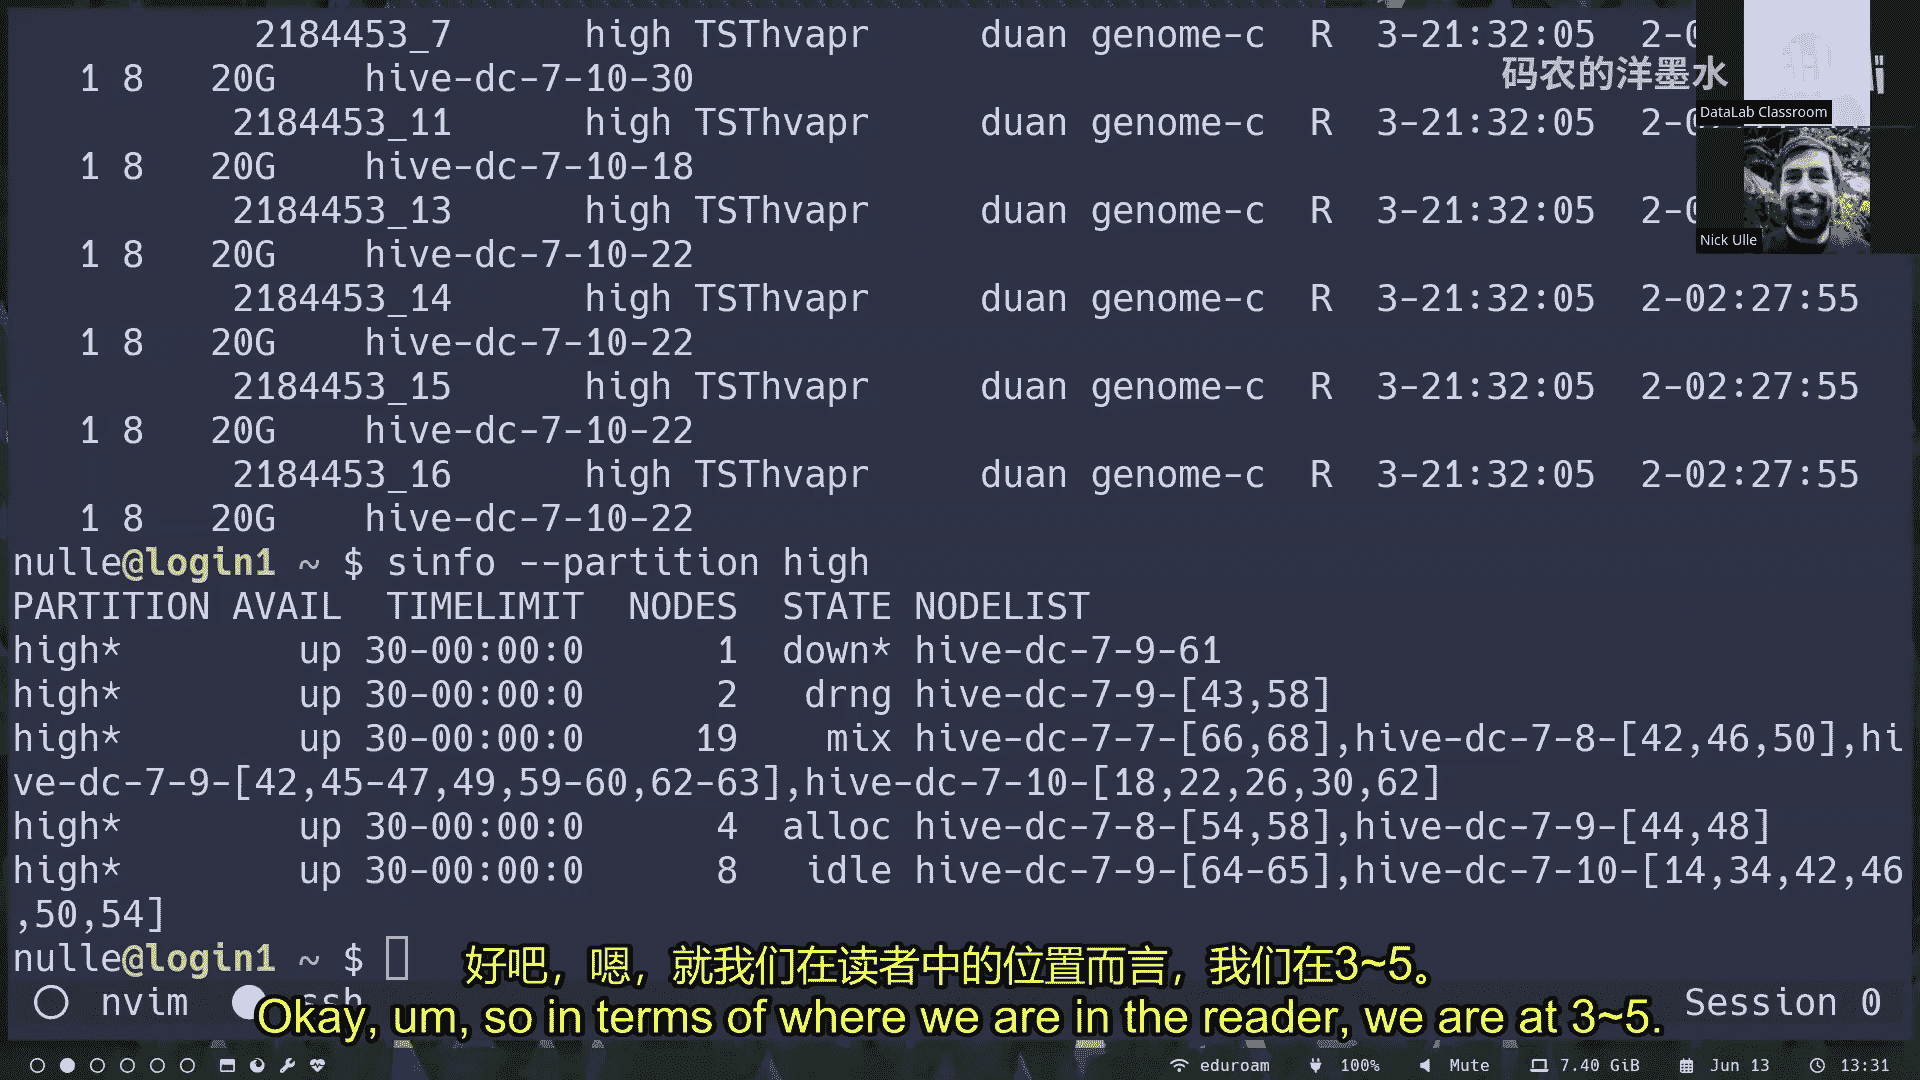 2184453_7 high TSThvapr duan genome-c R 3-21:32:05 2-0
1 8 20G hive-dc-7-10-30
2184453_11 high TSThvapr duan genome-c R 3-21:32:05 2-0
1 8 20G hive-dc-7-10-18
2184453_13 high TSThvapr duan genome-c R 3-21:32:05 2-0
1 8 20G hive-dc-7-10-22
2184453_14 high TSThvapr duan genome-c R 3-21:32:05 2-02:27:55
1 8 20G hive-dc-7-10-22
2184453_15 high TSThvapr duan genome-c R 3-21:32:05 2-02:27:55
1 8 20G hive-dc-7-10-22
2184453_16 high TSThvapr duan genome-c R 3-21:32:05 2-02:27:55
1 8 20G hive-dc-7-10-22
码农的洋墨水
DataLab Classroom
Nick Ulle
nulle@login1 ~ $ sinfo --partition high
PARTITION AVAIL TIMELIMIT NODES STATE NODELIST
high* up 30-00:00:0 1 down* hive-dc-7-9-61
high* up 30-00:00:0 2 drng hive-dc-7-9-[43,58]
high* up 30-00:00:0 19 mix hive-dc-7-7-[66,68],hive-dc-7-8-[42,46,50],hi
ve-dc-7-9-[42,45-47,49,59-60,62-63],hive-dc-7-10-[18,22,26,30,62]
high* up 30-00:00:0 4 alloc hive-dc-7-8-[54,58],hive-dc-7-9-[44,48]
high* up 30-00:00:0 8 idle hive-dc-7-9-[64-65],hive-dc-7-10-[14,34,42,46
,50,54]
nulle@login1 ~ $
好吧，嗯，就我们在读者中的位置而言，我们在3~5。
Okay, um, so in terms of where we are in the reader, we are at 3~5.
nvim
Session 0
eduroam 100% Mute 7.40 GiB Jun 13 13:31